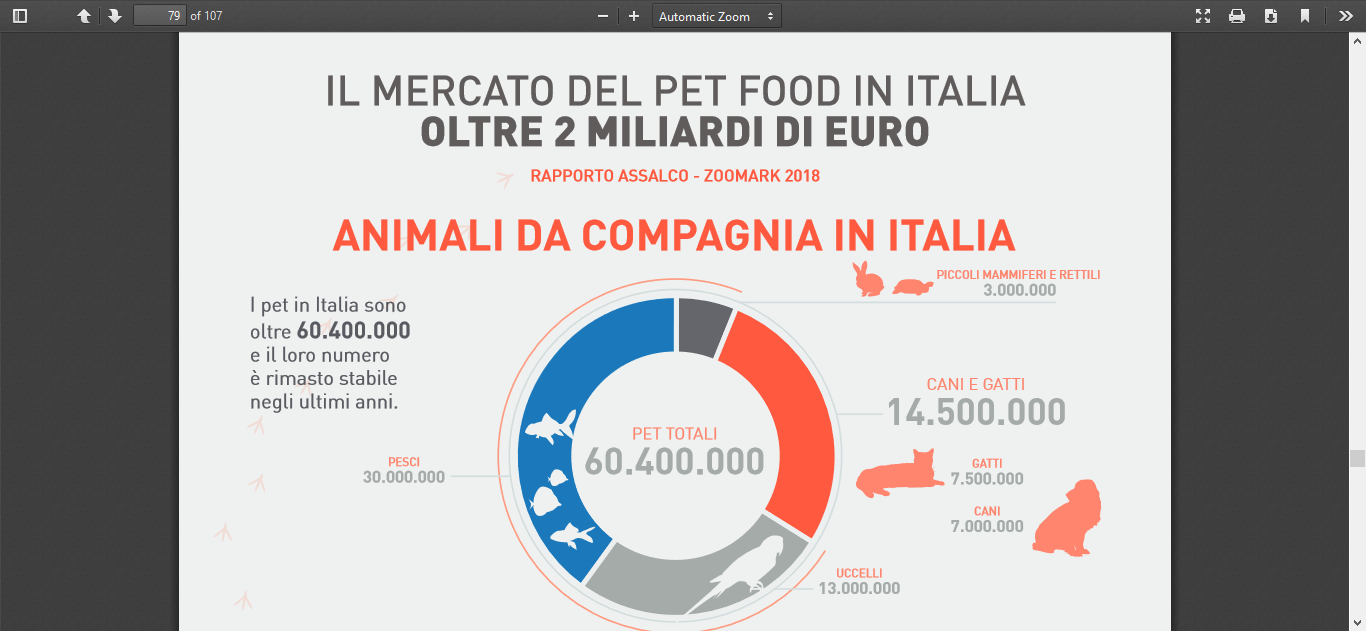 79 of 107
Automatic Zoom
IL MERCATO DEL PET FOOD IN ITALIA
OLTRE 2 MILIARDI DI EURO
RAPPORTO ASSALCO - ZOOMARK 2018
ANIMALI DA COMPAGNIA IN ITALIA
I pet in Italia sono
oltre 60.400.000
e il loro numero
è rimasto stabile
negli ultimi anni.
PICCOLI MAMMIFERI E RETTILI
3.000.000
CANI E GATTI
14.500.000
PET TOTALI
60.400.000
PESCI
30.000.000
GATTI
7.500.000
CANI
7.000.000
UCCELLI
13.000.000